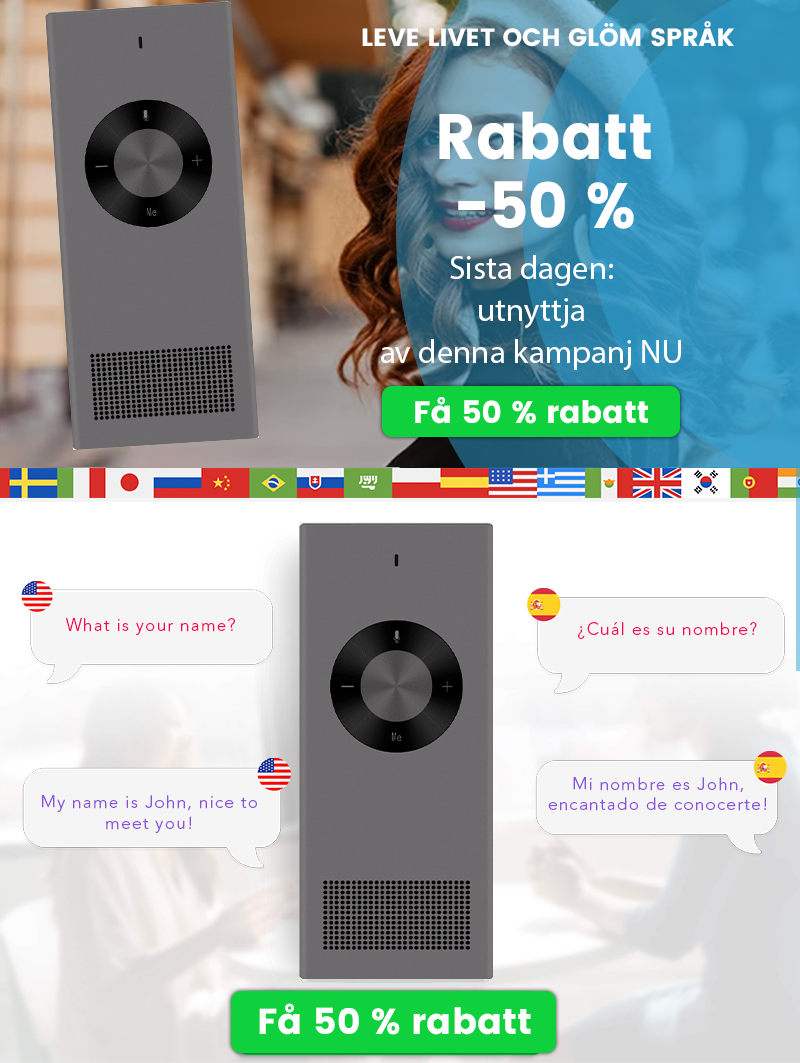 LEVE LIVET OCH GLÖM SPRÅK
Rabatt
-50 %
Sista dagen:
utnyttja
av denna kampanj NU
Få 50 % rabatt
Me
What is your name?
¿Cuál es su nombre?
Me
My name is John, nice to
meet you!
Mi nombre es John,
encantado de conocerte!
Få 50 % rabatt